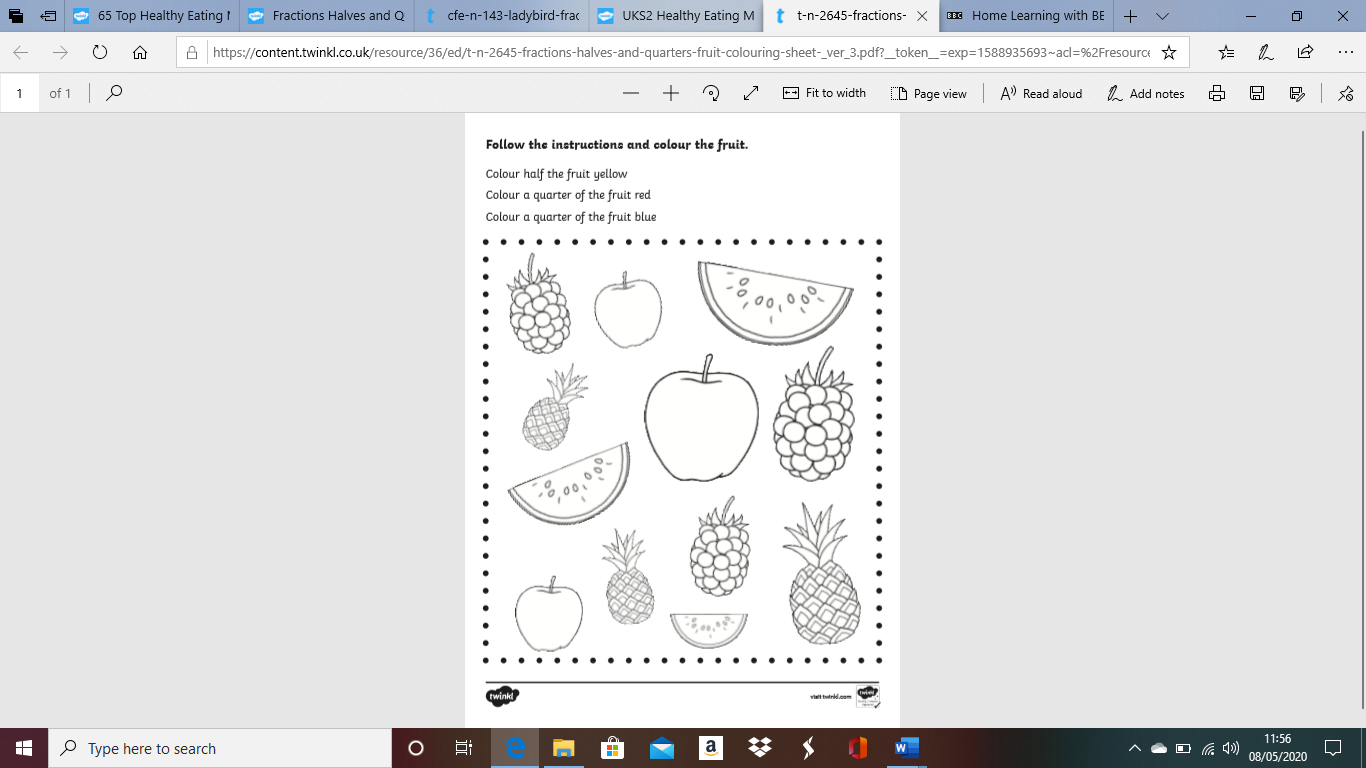 65 Top Healthy Eating
Fractions Halves and Q
cfe-n-143-ladybird-frac
UKS2 Healthy Eating M
t-n-2645-fractions-
BBC
Home Learning with BE
https://content.twinkl.co.uk/resource/36/ed/t-n-2645-fractions-halves-and-quarters-fruit-colouring-sheet-_ver_3.pdf?__token__=exp=1588935693~acl=%2Fresource
1 of 1
Fit to width
Page view
Read aloud
Add notes
Follow the instructions and colour the fruit.
Colour half the fruit yellow
Colour a quarter of the fruit red
Colour a quarter of the fruit blue
twinkl
visit twinkl.com
twinkl
Type here to search
11:56
08/05/2020